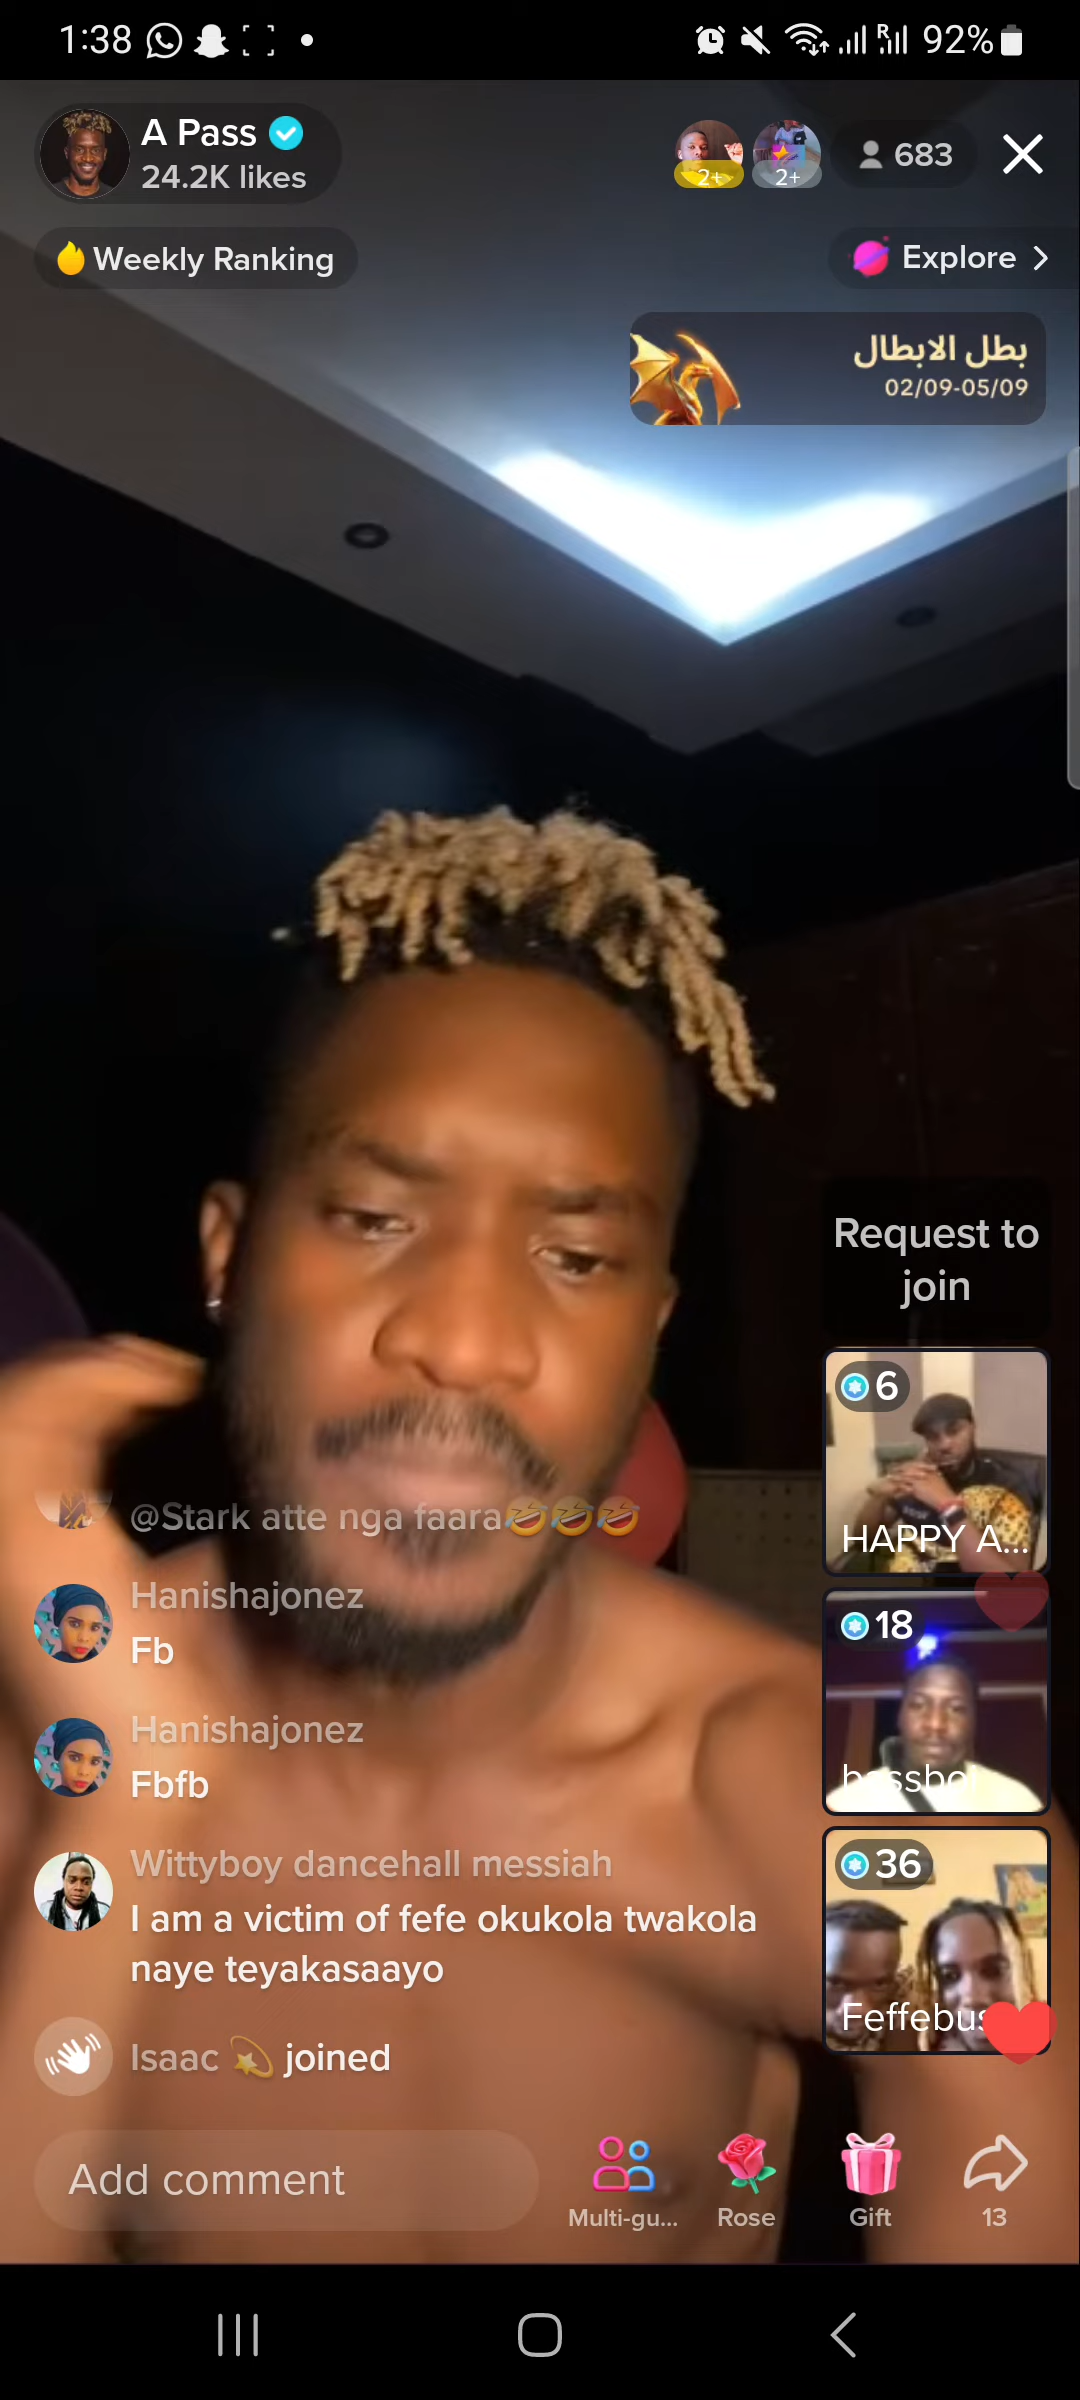 1:38
92%
A Pass
24.2K likes
2+
2+
683
Weekly Ranking
Explore
بطل الابطال
02/09-05/09
Request to
join
6
HAPPY A...
@Stark atte nga faara🤣🤣🤣
Hanishajonez
Fb
18
Hanishajonez
Fbfb
36
Wittyboy dancehall messiah
I am a victim of fefe okukola twakola
naye teyakasaayo
Isaac 💫 joined
Add comment
Multi-gu...
Rose
Gift
13